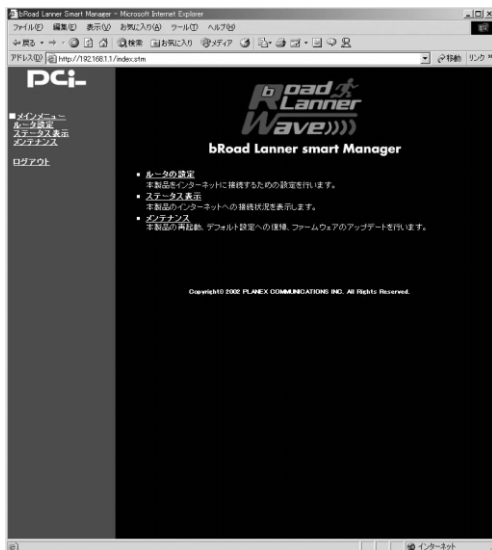 bRoad Lanner Smart Manager - Microsoft Internet Explorer
ファイル(F) 編集(E) 表示(V) お気に入り(A) ツール(T) ヘルプ(H)
戻る 検索 お気に入り メディア
アドレス(D) http://192.168.1.1/index.stm 移動 リンク »
PCi
bRoad
Lanner
Wave))))
bRoad Lanner smart Manager
■メインメニュー
ルータ設定
ステータス表示
メンテナンス
ログアウト
ルータの設定
本製品をインターネットに接続するための設定を行います。
ステータス表示
本製品のインターネットへの接続状況を表示します。
メンテナンス
本製品の再起動、デフォルト設定への復帰、ファームウェアのアップデートを行います。
Copyright© 2002 PLANEX COMMUNICATIONS INC. All Rights Reserved.
インターネット